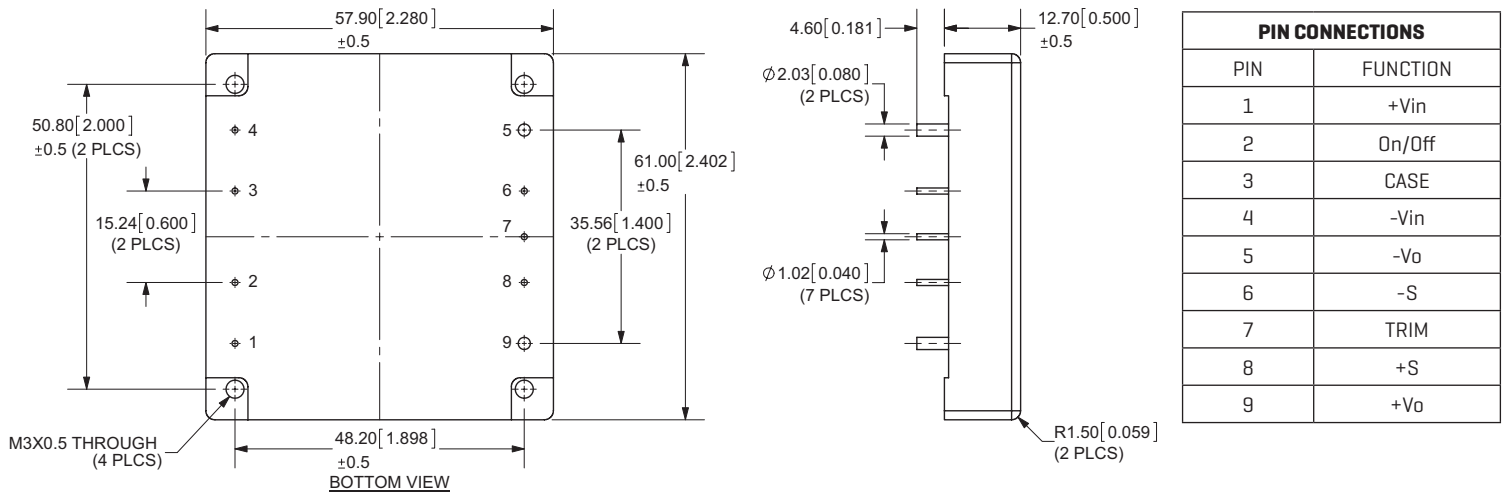 57.90[2.280]
±0.5
50.80[2.000]
±0.5 (2 PLCS)
15.24[0.600]
(2 PLCS)
4
3
2
1
5
6
7
8
9
61.00[2.402]
±0.5
35.56[1.400]
(2 PLCS)
M3X0.5 THROUGH
(4 PLCS)
48.20[1.898]
±0.5
BOTTOM VIEW
4.60[0.181]
12.70[0.500]
±0.5
Ø2.03[0.080]
(2 PLCS)
Ø1.02[0.040]
(7 PLCS)
R1.50[0.059]
(2 PLCS)
PIN CONNECTIONS
PIN FUNCTION
1 +Vin
2 On/Off
3 CASE
4 -Vin
5 -Vo
6 -S
7 TRIM
8 +S
9 +Vo